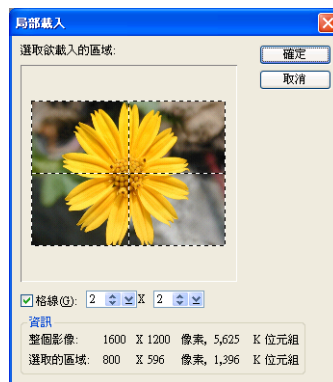 局部載入
選取欲載入的區域:
確定
取消
格線(G): 2 X 2
資訊
整個影像: 1600 X 1200 像素, 5,625 K 位元組
選取的區域: 800 X 596 像素, 1,396 K 位元組